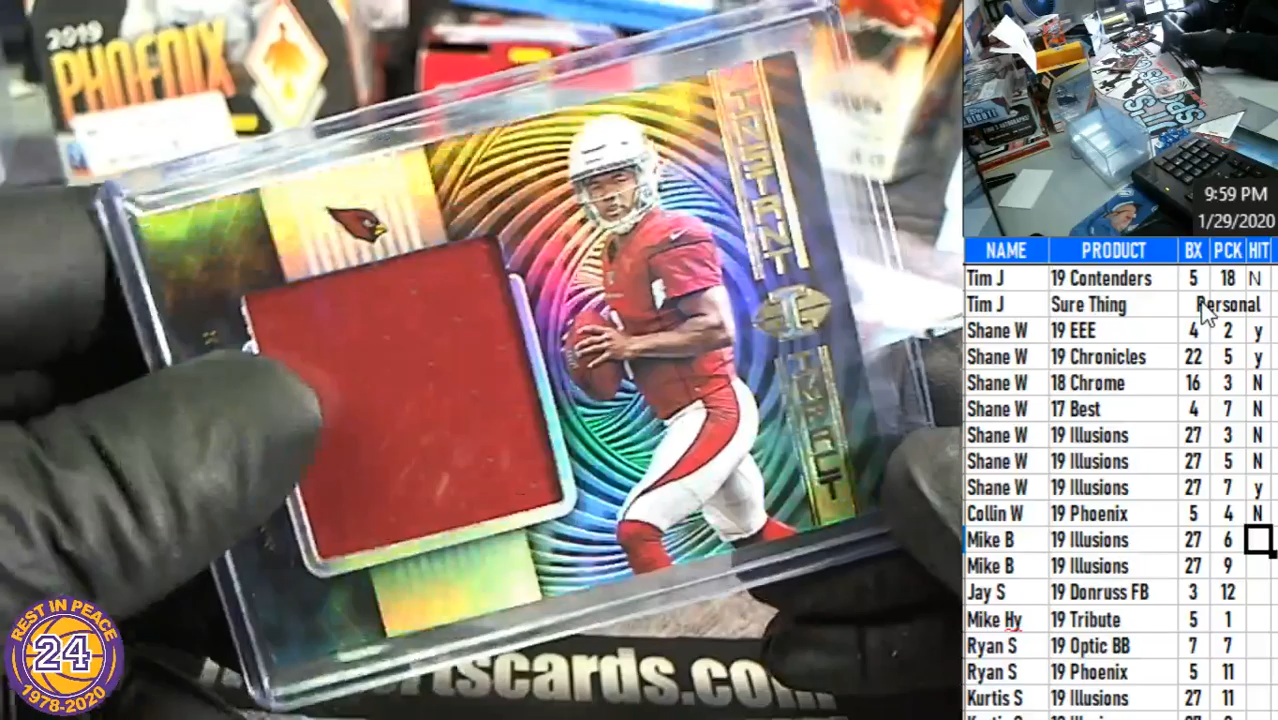 2019
PHOENIX
INSTANT
I
IMPACT
rtscards.com
REST IN PEACE
24
1978-2020
9:59 PM
1/29/2020
NAME PRODUCT BX PCK HIT
Tim J 19 Contenders 5 18 N
Tim J Sure Thing Personal
Shane W 19 EEE 4 2 y
Shane W 19 Chronicles 22 5 y
Shane W 18 Chrome 16 3 N
Shane W 17 Best 4 7 N
Shane W 19 Illusions 27 3 N
Shane W 19 Illusions 27 5 N
Shane W 19 Illusions 27 7 y
Collin W 19 Phoenix 5 4 N
Mike B 19 Illusions 27 6
Mike B 19 Illusions 27 9
Jay S 19 Donruss FB 3 12
Mike Hy 19 Tribute 5 1
Ryan S 19 Optic BB 7 7
Ryan S 19 Phoenix 5 11
Kurtis S 19 Illusions 27 11